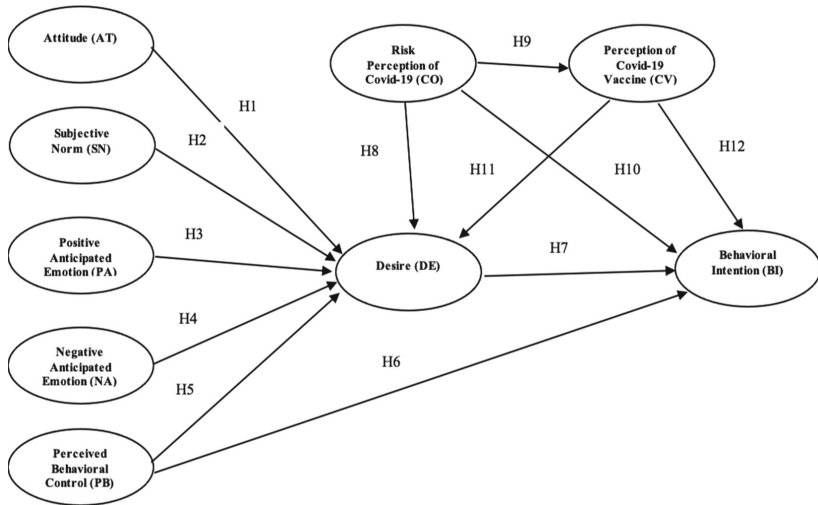 Attitude (AT)
Risk
Perception of
Covid-19 (CO)
H9
Perception of
Covid-19
Vaccine (CV)
H1
Subjective
Norm (SN)
H2
H8
H11
H10
H12
Positive
Anticipated
Emotion (PA)
H3
Desire (DE)
H7
Behavioral
Intention (BI)
H4
Negative
Anticipated
Emotion (NA)
H5
H6
Perceived
Behavioral
Control (PB)